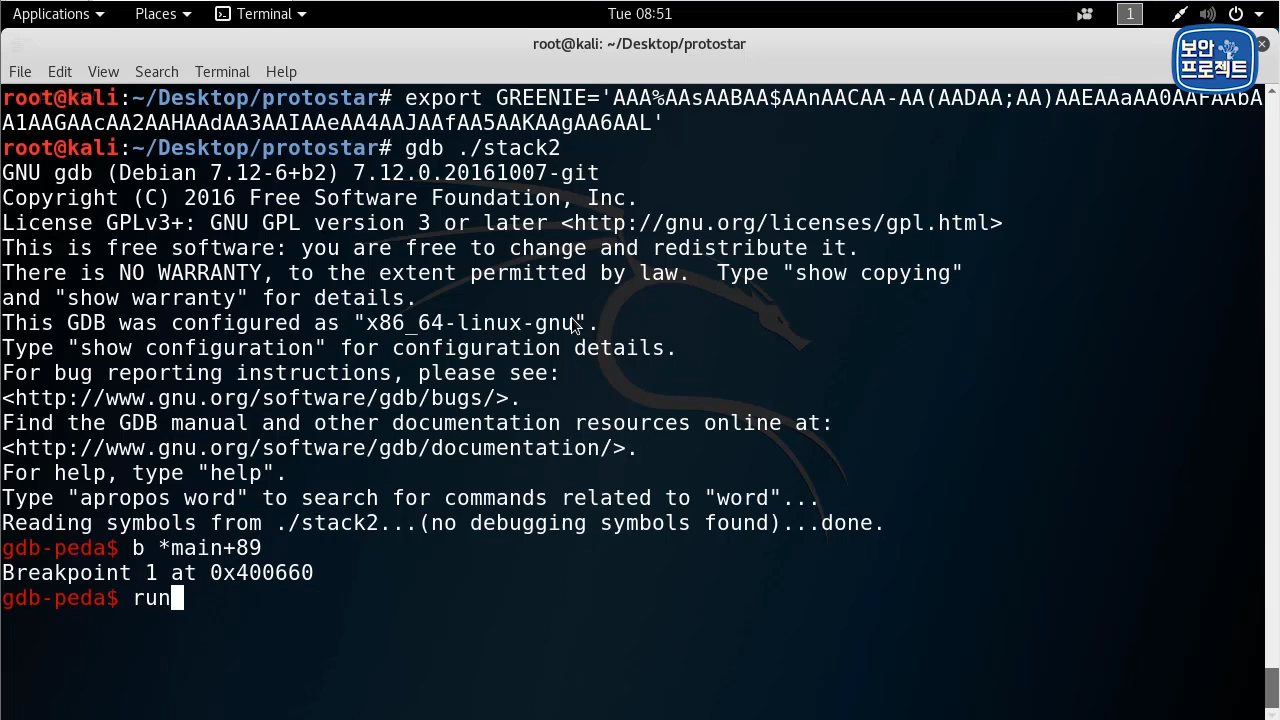 Applications Places Terminal Tue 08:51 1
root@kali: ~/Desktop/protostar
보안
프로젝트
File Edit View Search Terminal Help
root@kali:~/Desktop/protostar# export GREENIE='AAA%AAsAABAA$AAnAACAA-AA(AADAA;AA)AAEAAaAA0AAFAAbA
A1AAGAAcAA2AAHAAdAA3AAIAAeAA4AAJAAfAA5AAKAAgAA6AAL'
root@kali:~/Desktop/protostar# gdb ./stack2
GNU gdb (Debian 7.12-6+b2) 7.12.0.20161007-git
Copyright (C) 2016 Free Software Foundation, Inc.
License GPLv3+: GNU GPL version 3 or later <http://gnu.org/licenses/gpl.html>
This is free software: you are free to change and redistribute it.
There is NO WARRANTY, to the extent permitted by law.  Type "show copying"
and "show warranty" for details.
This GDB was configured as "x86_64-linux-gnu".
Type "show configuration" for configuration details.
For bug reporting instructions, please see:
<http://www.gnu.org/software/gdb/bugs/>.
Find the GDB manual and other documentation resources online at:
<http://www.gnu.org/software/gdb/documentation/>.
For help, type "help".
Type "apropos word" to search for commands related to "word"...
Reading symbols from ./stack2...(no debugging symbols found)...done.
gdb-peda$ b *main+89
Breakpoint 1 at 0x400660
gdb-peda$ run